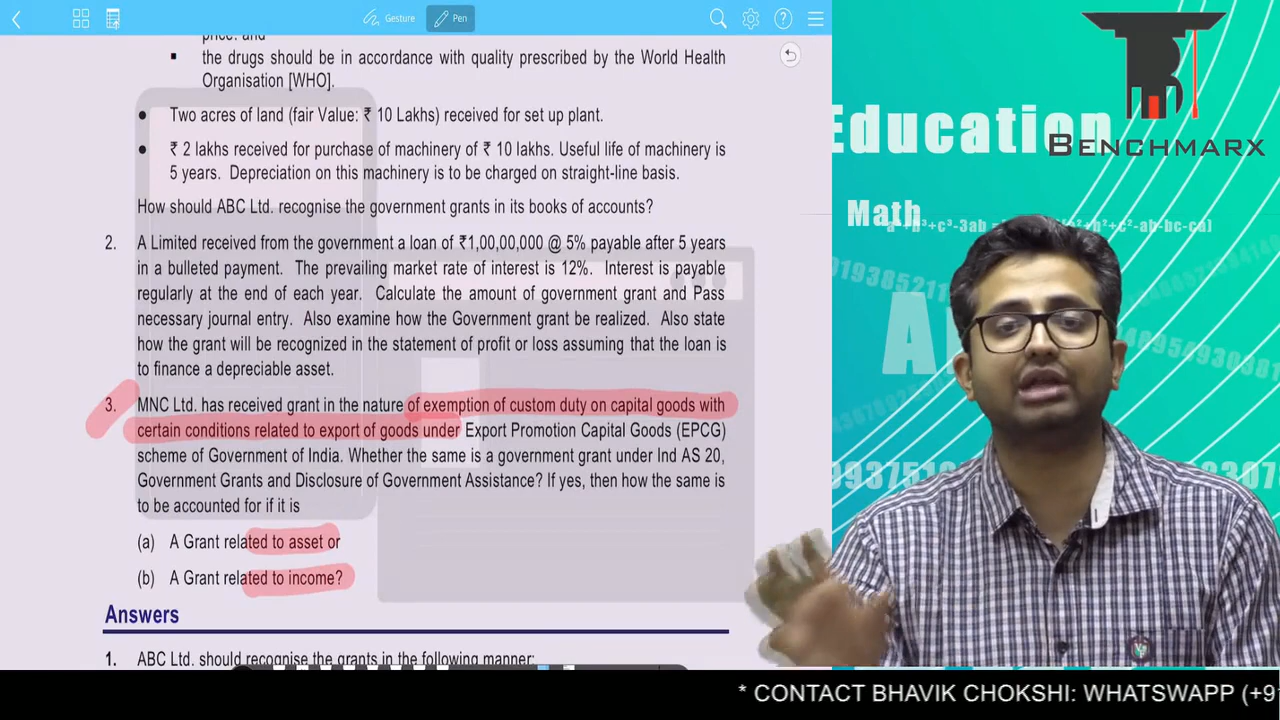 Gesture
Pen
price: and
▪ the drugs should be in accordance with quality prescribed by the World Health
Organisation [WHO].
• Two acres of land (fair Value: ₹ 10 Lakhs) received for set up plant.
• ₹ 2 lakhs received for purchase of machinery of ₹ 10 lakhs. Useful life of machinery is
5 years. Depreciation on this machinery is to be charged on straight-line basis.
How should ABC Ltd. recognise the government grants in its books of accounts?
2. A Limited received from the government a loan of ₹1,00,00,000 @ 5% payable after 5 years
in a bulleted payment. The prevailing market rate of interest is 12%. Interest is payable
regularly at the end of each year. Calculate the amount of government grant and Pass
necessary journal entry. Also examine how the Government grant be realized. Also state
how the grant will be recognized in the statement of profit or loss assuming that the loan is
to finance a depreciable asset.
3. MNC Ltd. has received grant in the nature of exemption of custom duty on capital goods with
certain conditions related to export of goods under Export Promotion Capital Goods (EPCG)
scheme of Government of India. Whether the same is a government grant under Ind AS 20,
Government Grants and Disclosure of Government Assistance? If yes, then how the same is
to be accounted for if it is
(a) A Grant related to asset or
(b) A Grant related to income?
Answers
1. ABC Ltd. should recognise the grants in the following manner:
Education
BENCHMARX
Math
* CONTACT BHAVIK CHOKSHI: WHATSWAPP (+91